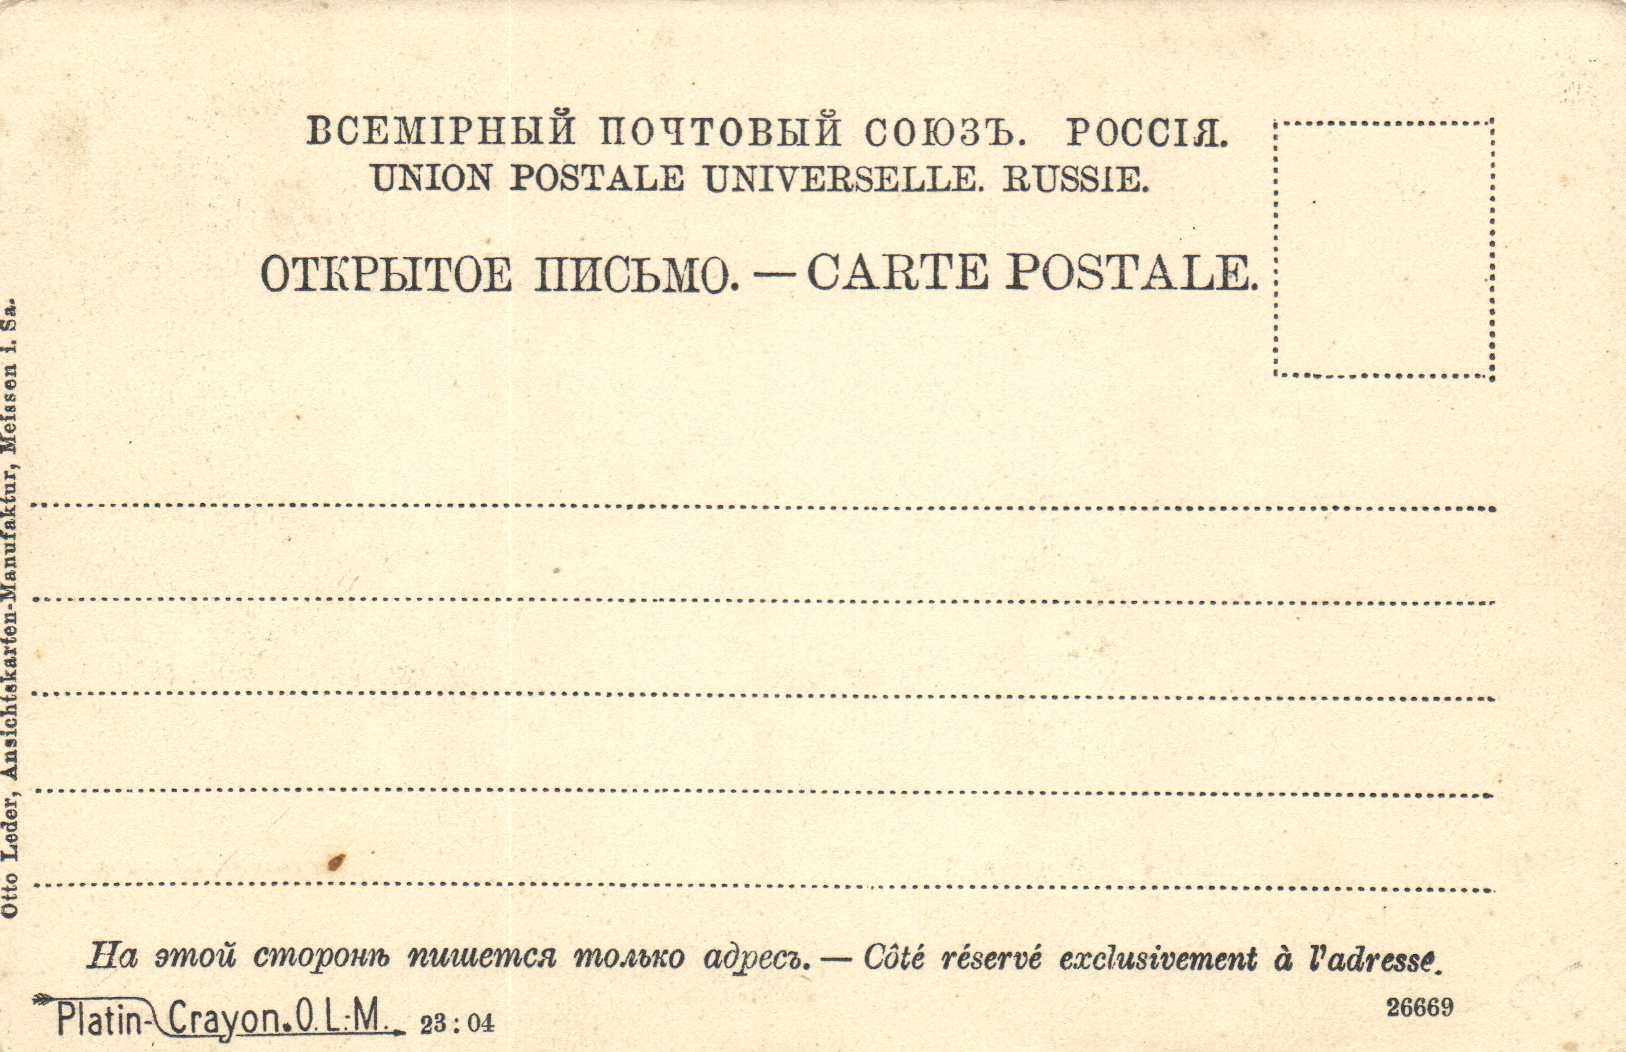 ВСЕМІРНЫЙ ПОЧТОВЫЙ СОЮЗЪ. РОССІЯ.
UNION POSTALE UNIVERSELLE. RUSSIE.
ОТКРЫТОЕ ПИСЬМО. — CARTE POSTALE.
Otto Leder, Ansichtskarten-Manufaktur, Meissen i. Sa.
На этой сторонѣ пишется только адресъ. — Côté réservé exclusivement à l'adresse.
Platin-Crayon. O. L. M. 23 : 04
26669